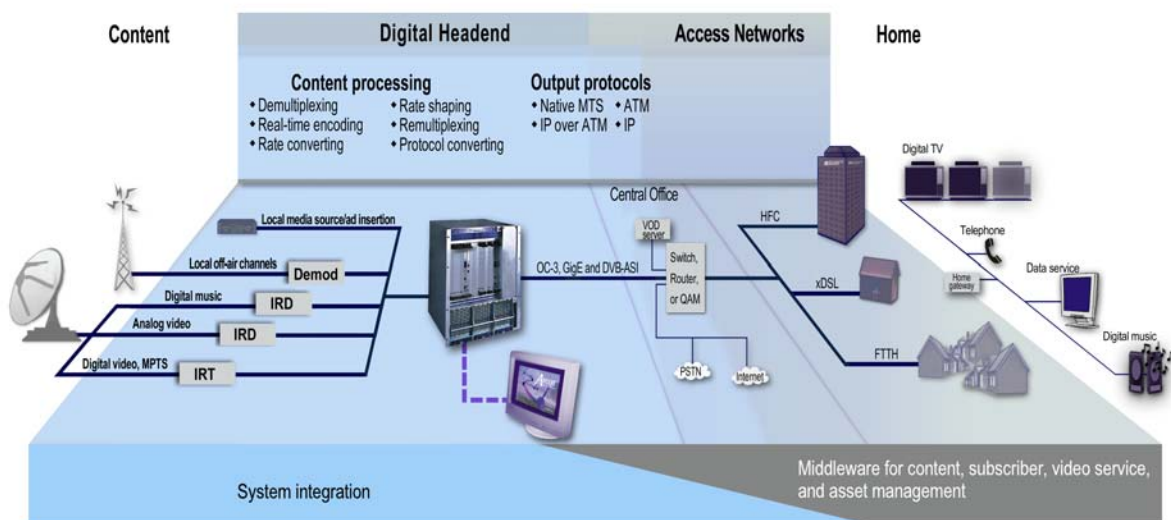 Content
Digital Headend
Access Networks
Home
Content processing
◆ Demultiplexing
◆ Real-time encoding
◆ Rate converting
◆ Rate shaping
◆ Remultiplexing
◆ Protocol converting
Output protocols
◆ Native MTS ◆ ATM
◆ IP over ATM ◆ IP
Central Office
Local media source/ad insertion
Local off-air channels
Demod
Digital music
IRD
Analog video
IRD
Digital video, MPTS
IRT
OC-3, GigE and DVB-ASI
VOD
server
Switch,
Router,
or QAM
PSTN
Internet
HFC
xDSL
FTTH
Digital TV
Telephone
Home
gateway
Data service
Digital music
System integration
Middleware for content, subscriber, video service,
and asset management